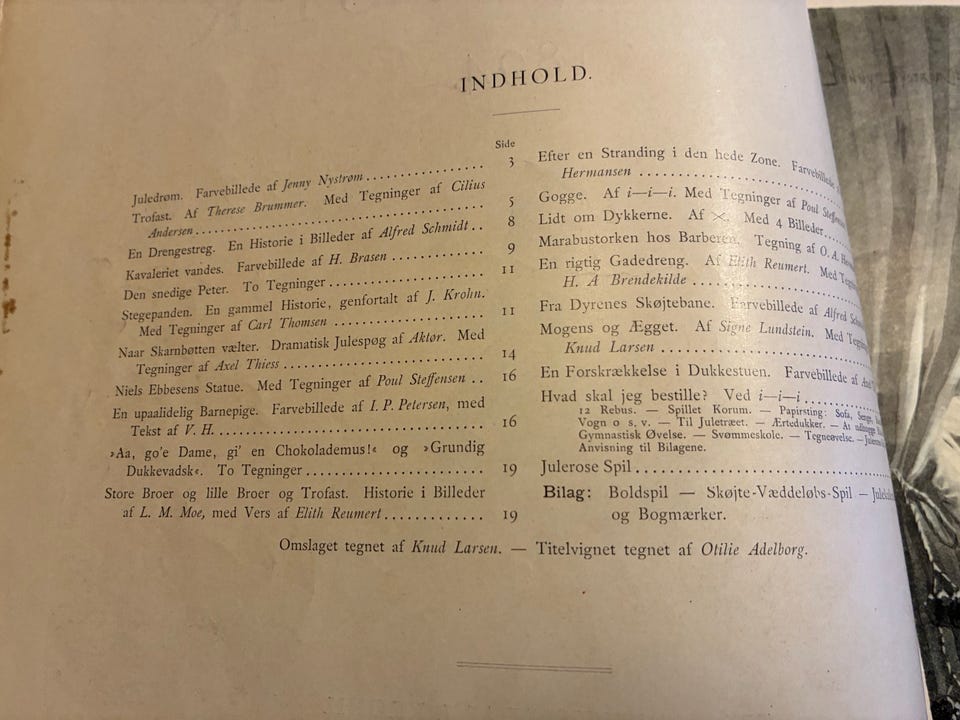 INDHOLD.
Side
Juledrøm. Farvebillede af Jenny Nystrøm . . . . . . . . . . . . . . . . 3
Trofast. Af Therese Brummer. Med Tegninger af Cilius
Andersen . . . . . . . . . . . . . . . . . . . . . . . . . . . . . . . . . . . . . . 5
En Drengestreg. En Historie i Billeder af Alfred Schmidt . . 8
Kavaleriet vandes. Farvebillede af H. Brasen . . . . . . . . . . . . 9
Den snedige Peter. To Tegninger . . . . . . . . . . . . . . . . . . . . 11
Stegepanden. En gammel Historie, genfortalt af J. Krohn.
Med Tegninger af Carl Thomsen . . . . . . . . . . . . . . . . . . 11
Naar Skarnbøtten vælter. Dramatisk Julespøg af Aktør. Med
Tegninger af Axel Thiess . . . . . . . . . . . . . . . . . . . . . . . . 14
Niels Ebbesens Statue. Med Tegninger af Poul Steffensen . . 16
En upaalidelig Barnepige. Farvebillede af I. P. Petersen, med
Tekst af V. H. . . . . . . . . . . . . . . . . . . . . . . . . . . . . . . . . 16
›Aa, go'e Dame, gi' en Chokolademus!‹ og ›Grundig
Dukkevadsk‹. To Tegninger . . . . . . . . . . . . . . . . . . . . . . 19
Store Broer og lille Broer og Trofast. Historie i Billeder
af L. M. Moe, med Vers af Elith Reumert . . . . . . . . . . . . 19
Efter en Stranding i den hede Zone. Farvebillede
Hermansen . . . . . . . . . . . . . . . . . . . . . . . . . .
Gogge. Af i—i—i. Med Tegninger af Poul Steffensen
Lidt om Dykkerne. Af ×. Med 4 Billeder . . . . . .
Marabustorken hos Barberen. Tegning af O. A.
En rigtig Gadedreng. Af Elith Reumert. Med
H. A Brendekilde . . . . . . . . . . . . . . . . . . . .
Fra Dyrenes Skøjtebane. Farvebillede af Alfred
Mogens og Ægget. Af Signe Lundstein. Med
Knud Larsen . . . . . . . . . . . . . . . . . . . . . . . .
En Forskrækkelse i Dukkestuen. Farvebillede af
Hvad skal jeg bestille? Ved i—i—i . . . . . . . . . .
12 Rebus. — Spillet Korum. — Papirsting: Sofa, Senge,
Vogn o s. v. — Til Juletræet. — Ærtedukker. — At
Gymnastisk Øvelse. — Svømmeskole. — Tegneøvelse. —
Anvisning til Bilagene.
Julerose Spil . . . . . . . . . . . . . . . . . . . . . . . . . . . .
Bilag: Boldspil — Skøjte-Væddeløbs-Spil —
og Bogmærker.
Omslaget tegnet af Knud Larsen. — Titelvignet tegnet af Otilie Adelborg.